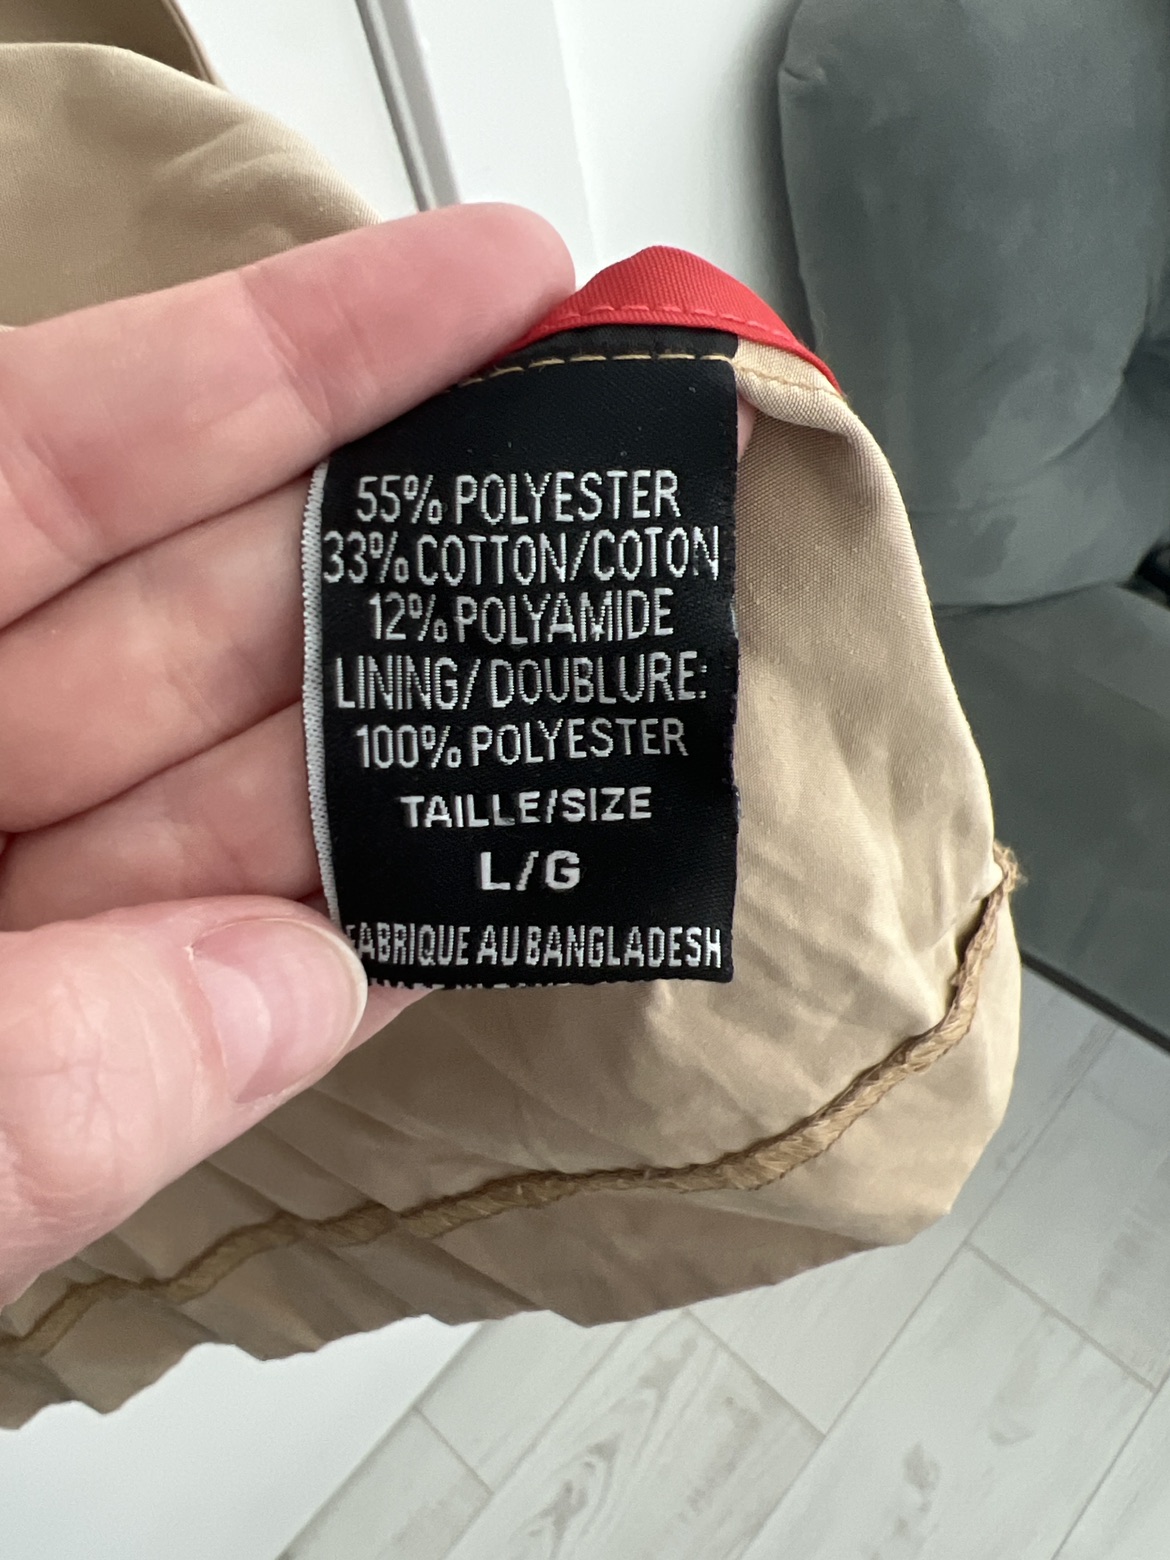 55% POLYESTER
33% COTTON/COTON
12% POLYAMIDE
LINING/DOUBLURE:
100% POLYESTER
TAILLE/SIZE
L/G
FABRIQUE AU BANGLADESH